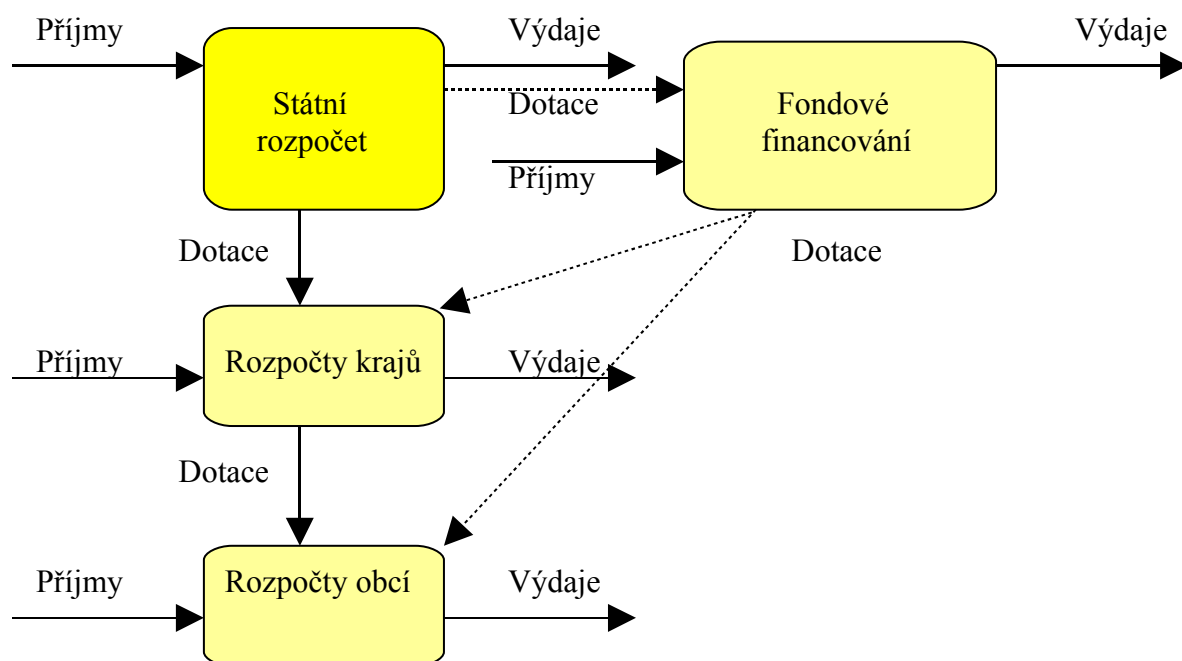 Příjmy
Výdaje
Výdaje
Státní
rozpočet
Dotace
Fondové
financování
Příjmy
Dotace
Dotace
Příjmy
Rozpočty krajů
Výdaje
Dotace
Příjmy
Rozpočty obcí
Výdaje